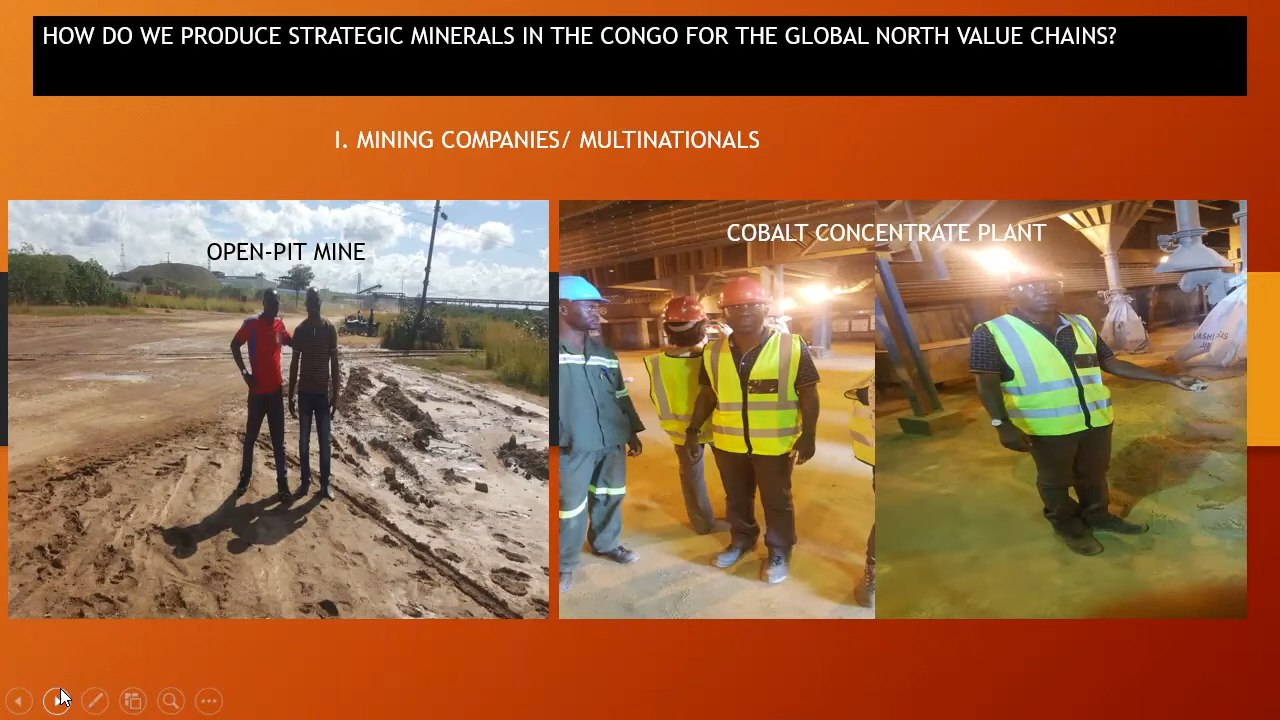 HOW DO WE PRODUCE STRATEGIC MINERALS IN THE CONGO FOR THE GLOBAL NORTH VALUE CHAINS?
I. MINING COMPANIES/ MULTINATIONALS
OPEN-PIT MINE
COBALT CONCENTRATE PLANT